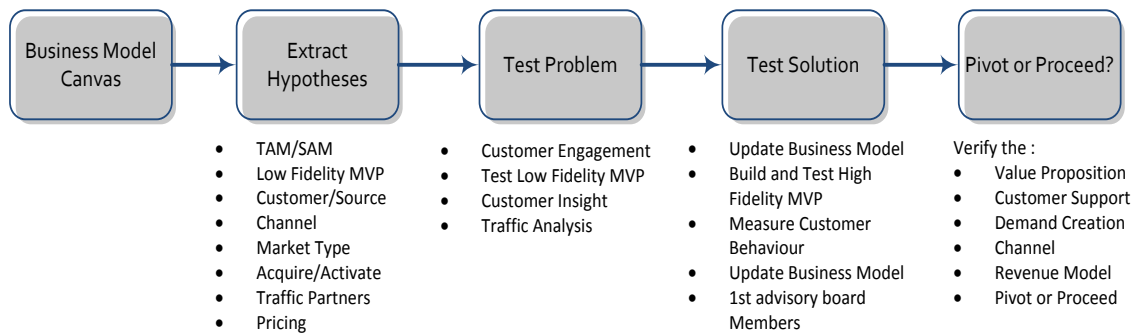 Business Model
Canvas
Extract
Hypotheses
Test Problem
Test Solution
Pivot or Proceed?
• TAM/SAM
• Low Fidelity MVP
• Customer/Source
• Channel
• Market Type
• Acquire/Activate
• Traffic Partners
• Pricing
• Customer Engagement
• Test Low Fidelity MVP
• Customer Insight
• Traffic Analysis
• Update Business Model
• Build and Test High
Fidelity MVP
• Measure Customer
Behaviour
• Update Business Model
• 1st advisory board
Members
Verify the :
• Value Proposition
• Customer Support
• Demand Creation
• Channel
• Revenue Model
• Pivot or Proceed